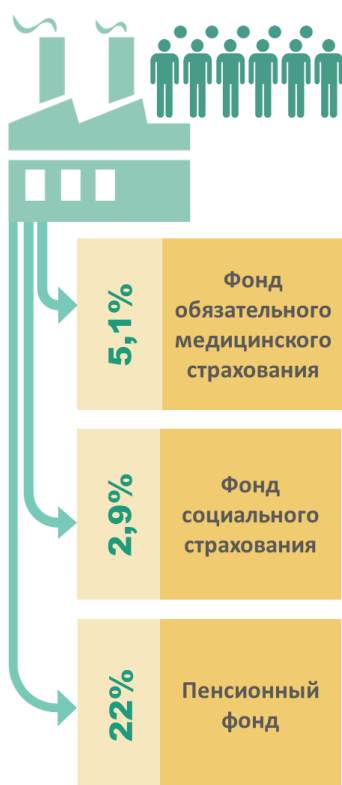 5,1%
Фонд
обязательного
медицинского
страхования
2,9%
Фонд
социального
страхования
22%
Пенсионный
фонд